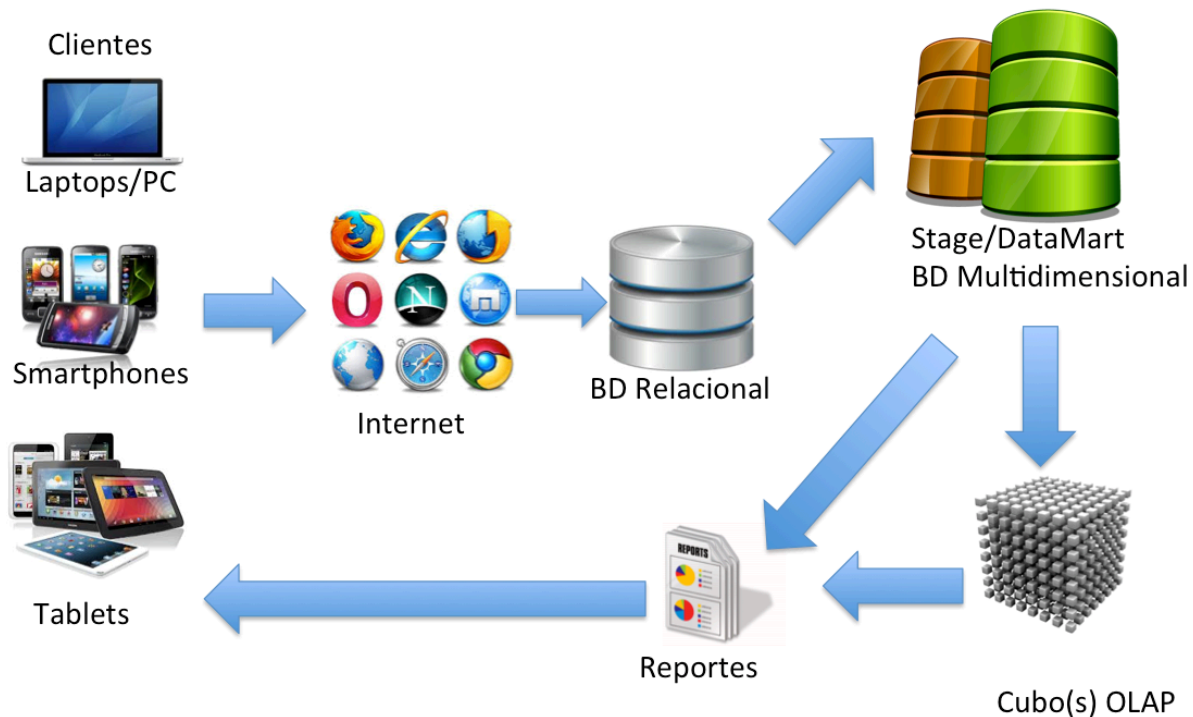 Clientes
Laptops/PC
Smartphones
Tablets
Internet
BD Relacional
Stage/DataMart
BD Multidimensional
REPORTS
Reportes
Cubo(s) OLAP